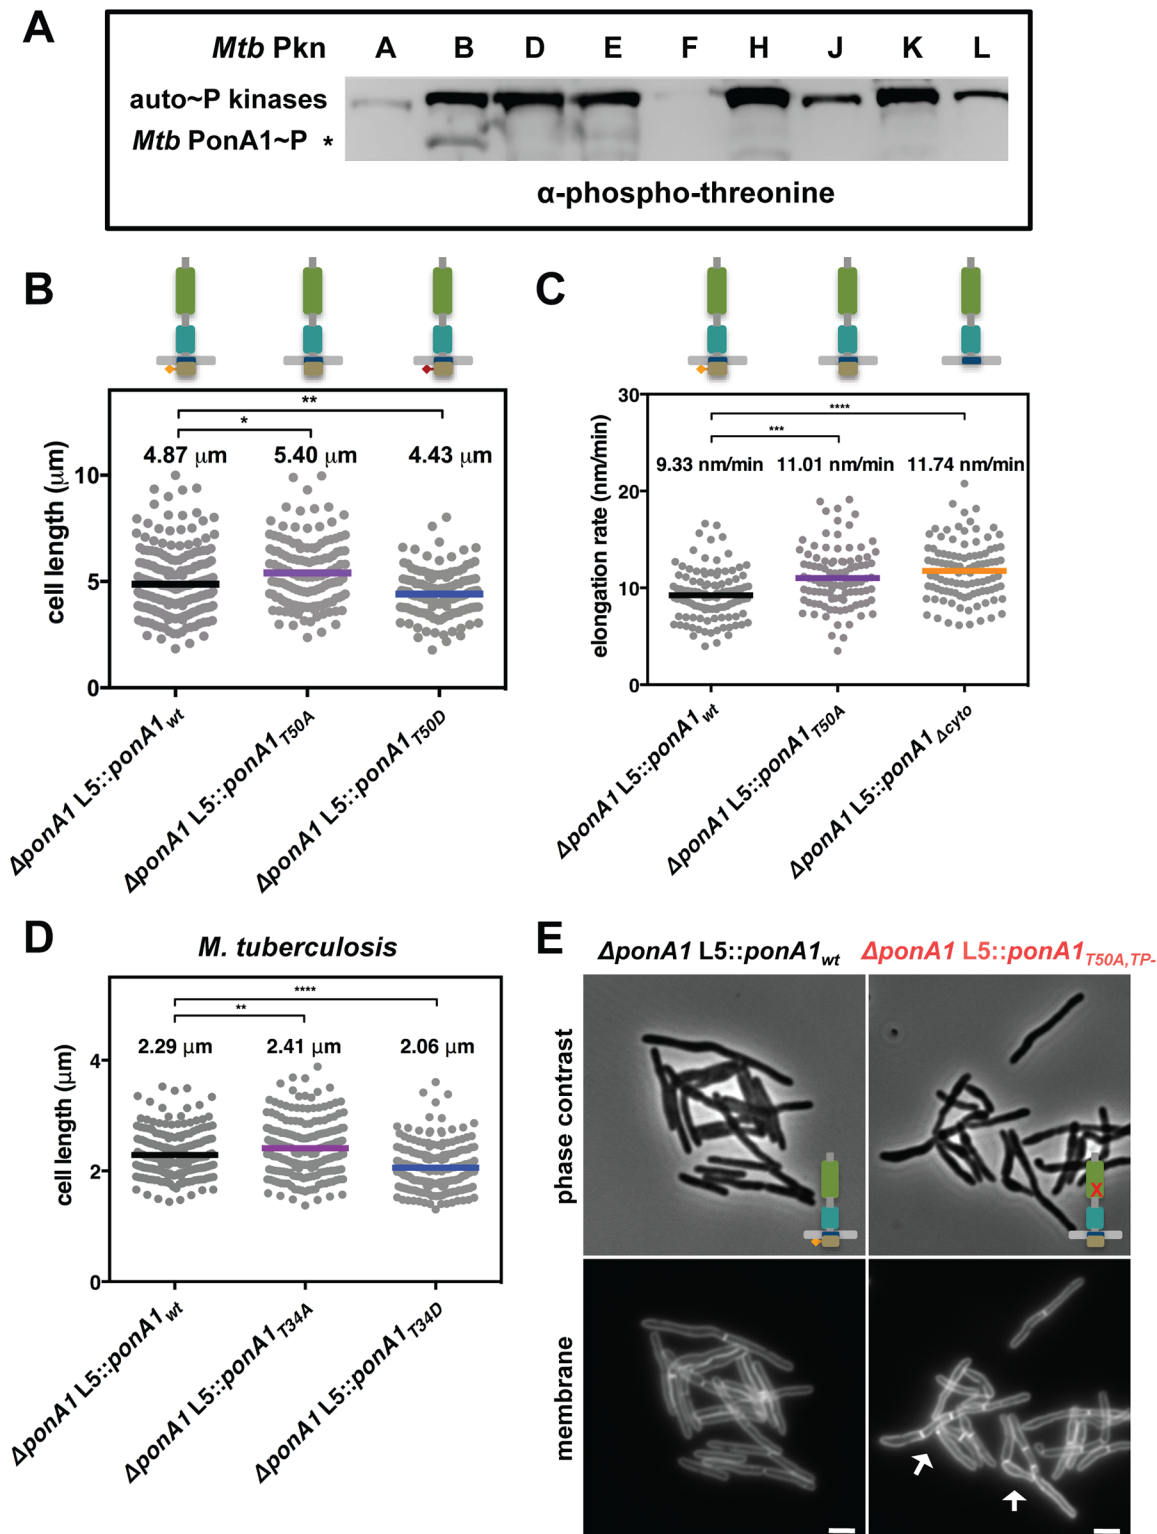 A
Mtb Pkn A B D E F H J K L
auto~P kinases
Mtb PonA1~P *
α-phospho-threonine
B
** 
*
4.87 μm 5.40 μm 4.43 μm
cell length (μm)
10
5
0
ΔponA1 L5::ponA1wt
ΔponA1 L5::ponA1T50A
ΔponA1 L5::ponA1T50D
C
****
***
9.33 nm/min 11.01 nm/min 11.74 nm/min
elongation rate (nm/min)
30
20
10
0
ΔponA1 L5::ponA1wt
ΔponA1 L5::ponA1T50A
ΔponA1 L5::ponA1Δcyto
D
M. tuberculosis
****
**
2.29 μm 2.41 μm 2.06 μm
cell length (μm)
4
2
0
ΔponA1 L5::ponA1wt
ΔponA1 L5::ponA1T34A
ΔponA1 L5::ponA1T34D
E
ΔponA1 L5::ponA1wt ΔponA1 L5::ponA1T50A,TP-
phase contrast
X
membrane